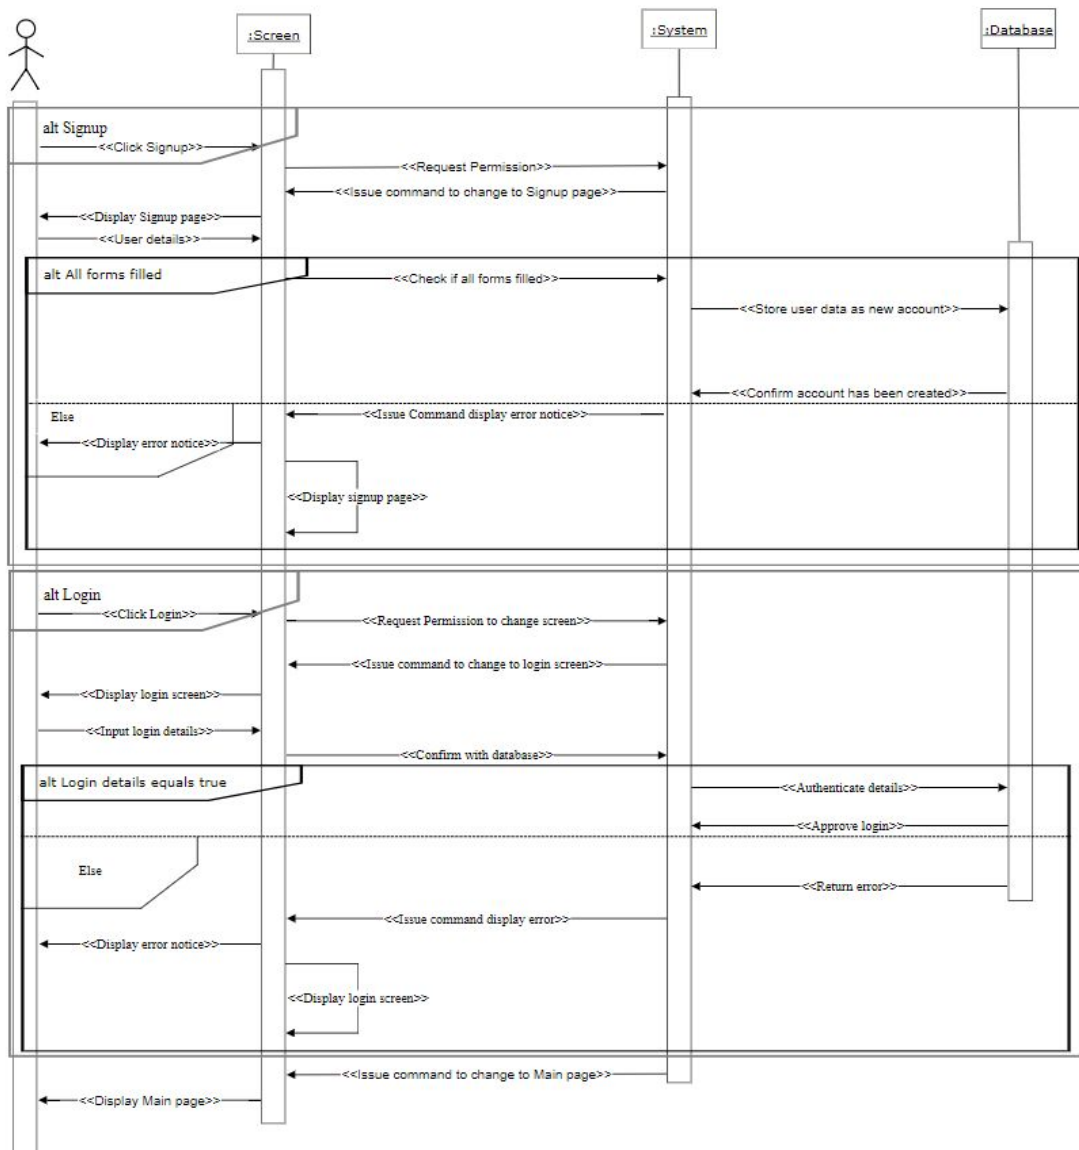 :Screen
:System
:Database
alt Signup
<<Click Signup>>
<<Request Permission>>
<<Issue command to change to Signup page>>
<<Display Signup page>>
<<User details>>
alt All forms filled
<<Check if all forms filled>>
<<Store user data as new account>>
<<Confirm account has been created>>
Else
<<Issue Command display error notice>>
<<Display error notice>>
<<Display signup page>>
alt Login
<<Click Login>>
<<Request Permission to change screen>>
<<Issue command to change to login screen>>
<<Display login screen>>
<<Input login details>>
<<Confirm with database>>
alt Login details equals true
<<Authenticate details>>
<<Approve login>>
Else
<<Return error>>
<<Issue command display error>>
<<Display error notice>>
<<Display login screen>>
<<Issue command to change to Main page>>
<<Display Main page>>